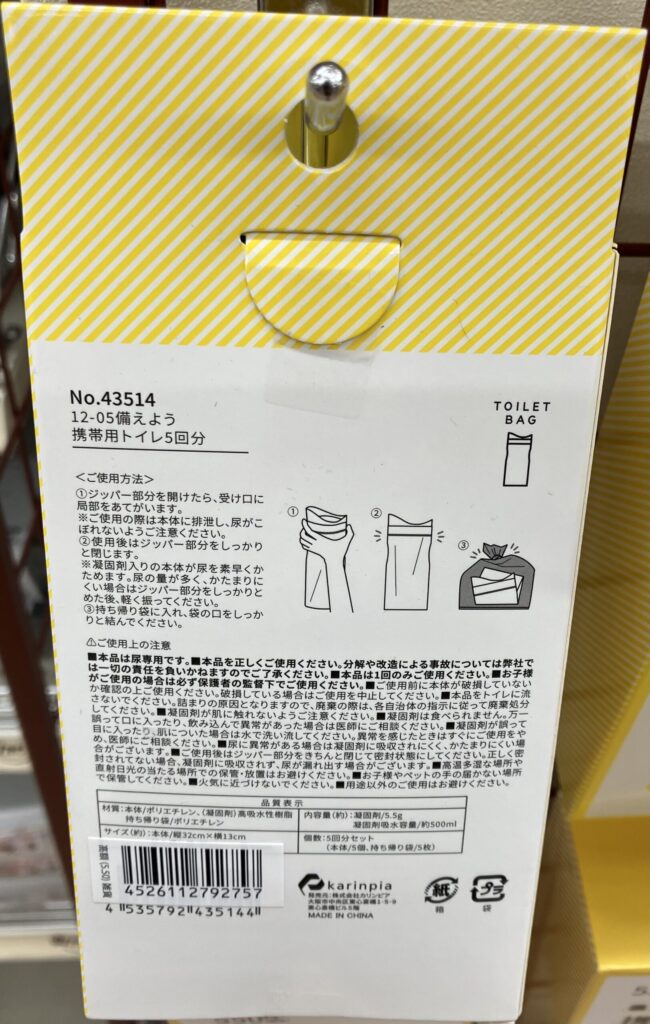 No.43514
12-05備えよう
携帯用トイレ5回分
TOILET
BAG
＜ご使用方法＞
①ジッパー部分を開けたら、受け口に
局部をあてがいます。
※ご使用の際は本体に排泄し、尿がこ
ぼれないようご注意ください。
②使用後はジッパー部分をしっかり
と閉じます。
※凝固剤入りの本体が尿を素早くか
ためます。尿の量が多く、かたまりに
くい場合はジッパー部分をしっかりと
とめた後、軽く振ってください。
③持ち帰り袋に入れ、袋の口をしっか
りと結んでください。
①
②
③
⚠ご使用上の注意
■本品は尿専用です。■本品を正しくご使用ください。分解や改造による事故については弊社で
は一切の責任を負いかねますのでご了承ください。■本品は1回のみご使用ください。■お子様
がご使用の場合は必ず保護者の監督下でご使用ください。■ご使用前に本体が破損していない
か確認の上ご使用ください。破損している場合はご使用を中止してください。■本品をトイレに流
さないでください。詰まりの原因となりますので、廃棄の際は、各自治体の指示に従って廃棄処分
してください。■凝固剤が肌に触れないようご注意ください。■凝固剤は食べられません。万一
誤って口に入ったり、飲み込んで異常があった場合は医師にご相談ください。■凝固剤が誤って
目に入ったり、肌についた場合は水で洗い流してください。異常を感じたときはすぐにご使用をや
め、医師にご相談ください。■尿に異常がある場合は凝固剤に吸収されにくく、かたまりにくい場
合がございます。■ご使用後はジッパー部分をきちんと閉じて密封状態にしてください。正しく密
封されてない場合、凝固剤に吸収されず、尿が漏れ出す場合がございます。■高温多湿な場所や
直射日光の当たる場所での保管・放置はお避けください。■お子様やペットの手の届かない場所
で保管してください。■火気に近づけないでください。■用途以外のご使用はお避けください。
品質表示
材質：本体/ポリエチレン、（凝固剤）高吸水性樹脂
持ち帰り袋/ポリエチレン
サイズ（約）：本体/縦32cm×横13cm
内容量（約）：凝固剤/5.5g
凝固剤吸水容量/約500ml
個数：5回分セット
（本体/5個、持ち帰り袋/5枚）
4526112792757
4 535792 435144
karinpia
発売元：株式会社カリンピア
大阪市中央区東心斎橋1-5-9
東心斎橋ビル5階
MADE IN CHINA
紙
箱
プラ
袋